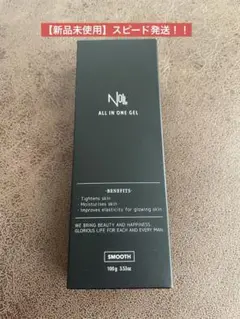 【新品未使用】スピード発送！！
ALL IN ONE GEL
-BENEFITS-
· Tightens skin
· Moisturises skin
· Improves elasticity for glowing skin
WE BRING BEAUTY AND HAPPINESS.
GLORIOUS LIFE FOR EACH AND EVERY MAN.
SMOOTH
100g 3.53oz